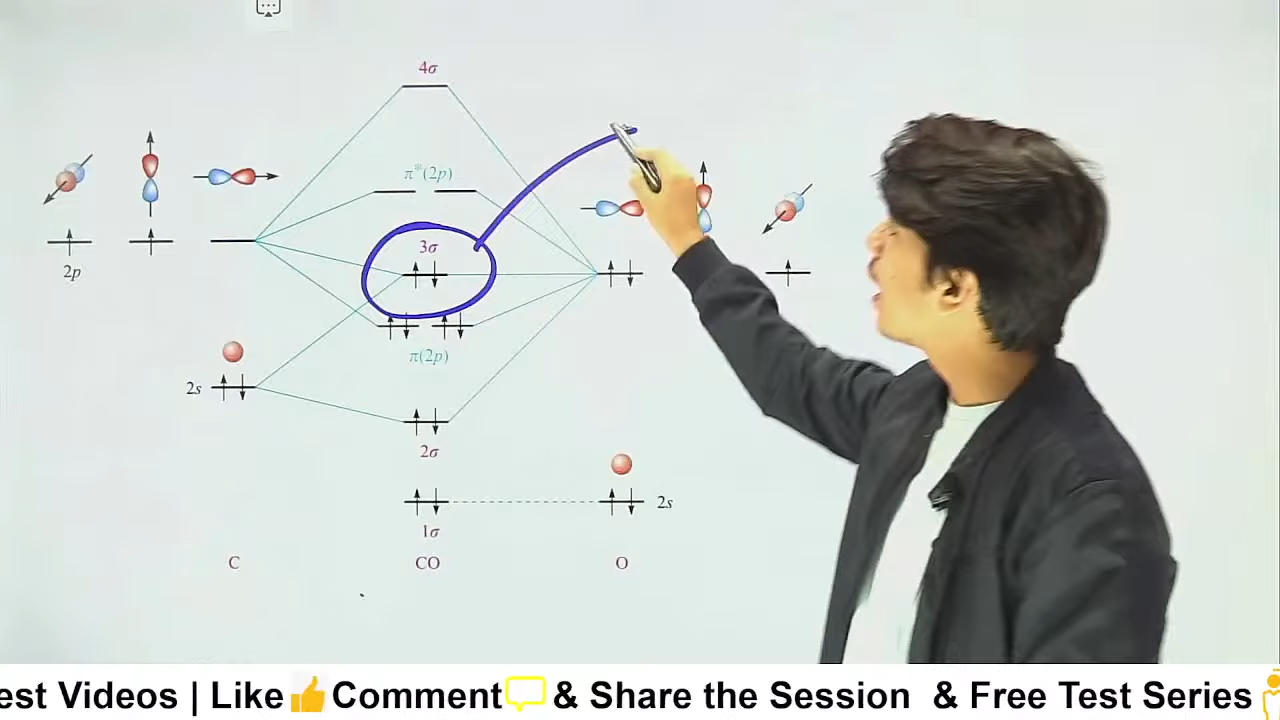 4σ
π*(2p)
3σ
2p
π(2p)
2s
2σ
2s
1σ
C CO O
est Videos | Like 👍 Comment 💬 & Share the Session & Free Test Series